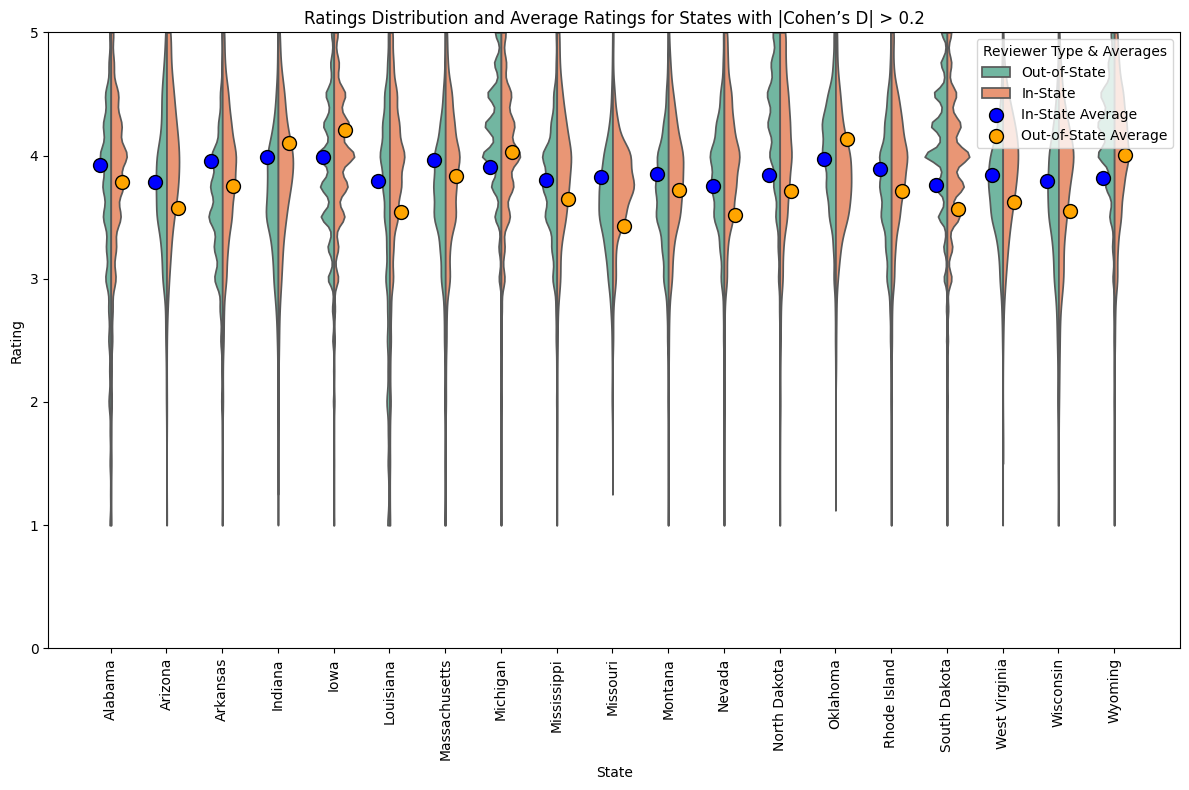 Ratings Distribution and Average Ratings for States with |Cohen’s D| > 0.2
Reviewer Type & Averages
Out-of-State
In-State
In-State Average
Out-of-State Average
Rating
5
4
3
2
1
0
Alabama
Arizona
Arkansas
Indiana
Iowa
Louisiana
Massachusetts
Michigan
Mississippi
Missouri
Montana
Nevada
North Dakota
Oklahoma
Rhode Island
South Dakota
West Virginia
Wisconsin
Wyoming
State